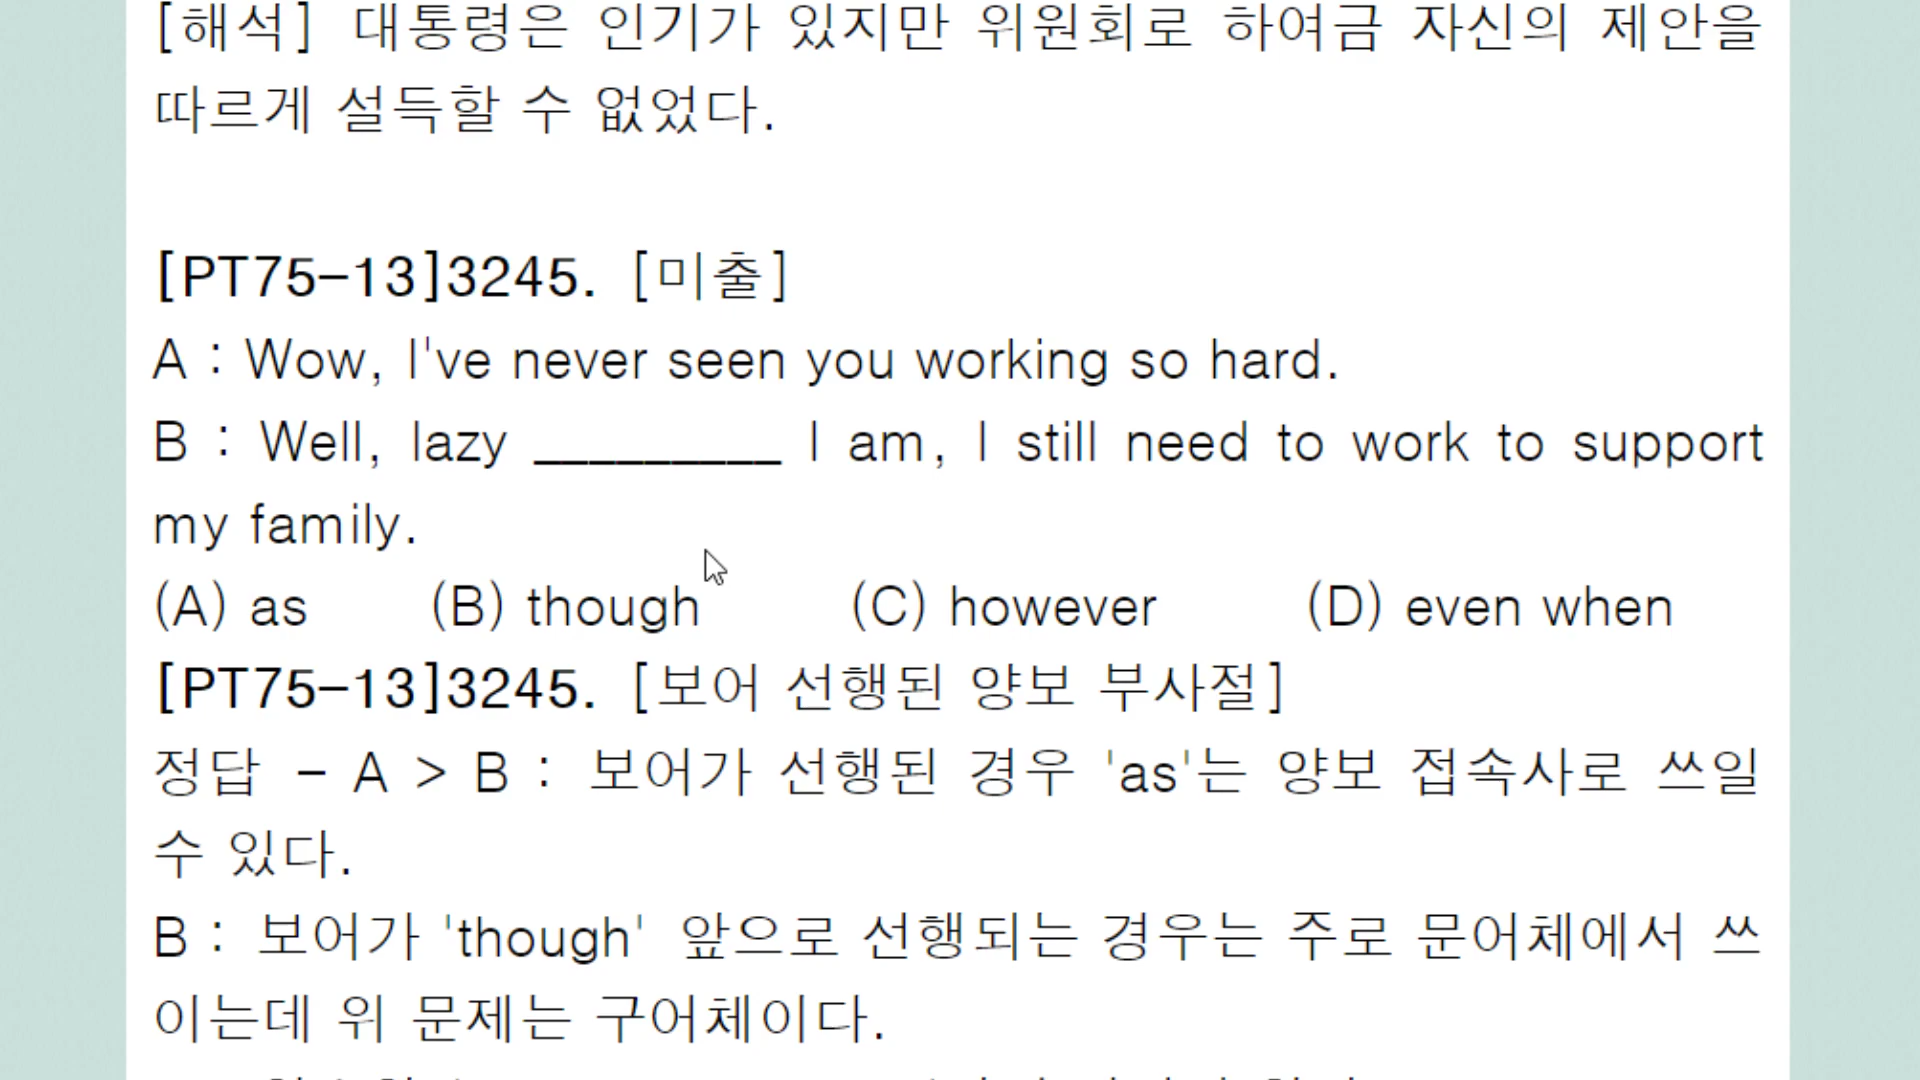 [해석] 대통령은 인기가 있지만 위원회로 하여금 자신의 제안을
따르게 설득할 수 없었다.
[PT75-13]3245. [미출]
A : Wow, I've never seen you working so hard.
B : Well, lazy _________ I am, I still need to work to support
my family.
(A) as (B) though (C) however (D) even when
[PT75-13]3245. [보어 선행된 양보 부사절]
정답 - A > B : 보어가 선행된 경우 'as'는 양보 접속사로 쓰일
수 있다.
B : 보어가 'though' 앞으로 선행되는 경우는 주로 문어체에서 쓰
이는데 위 문제는 구어체이다.